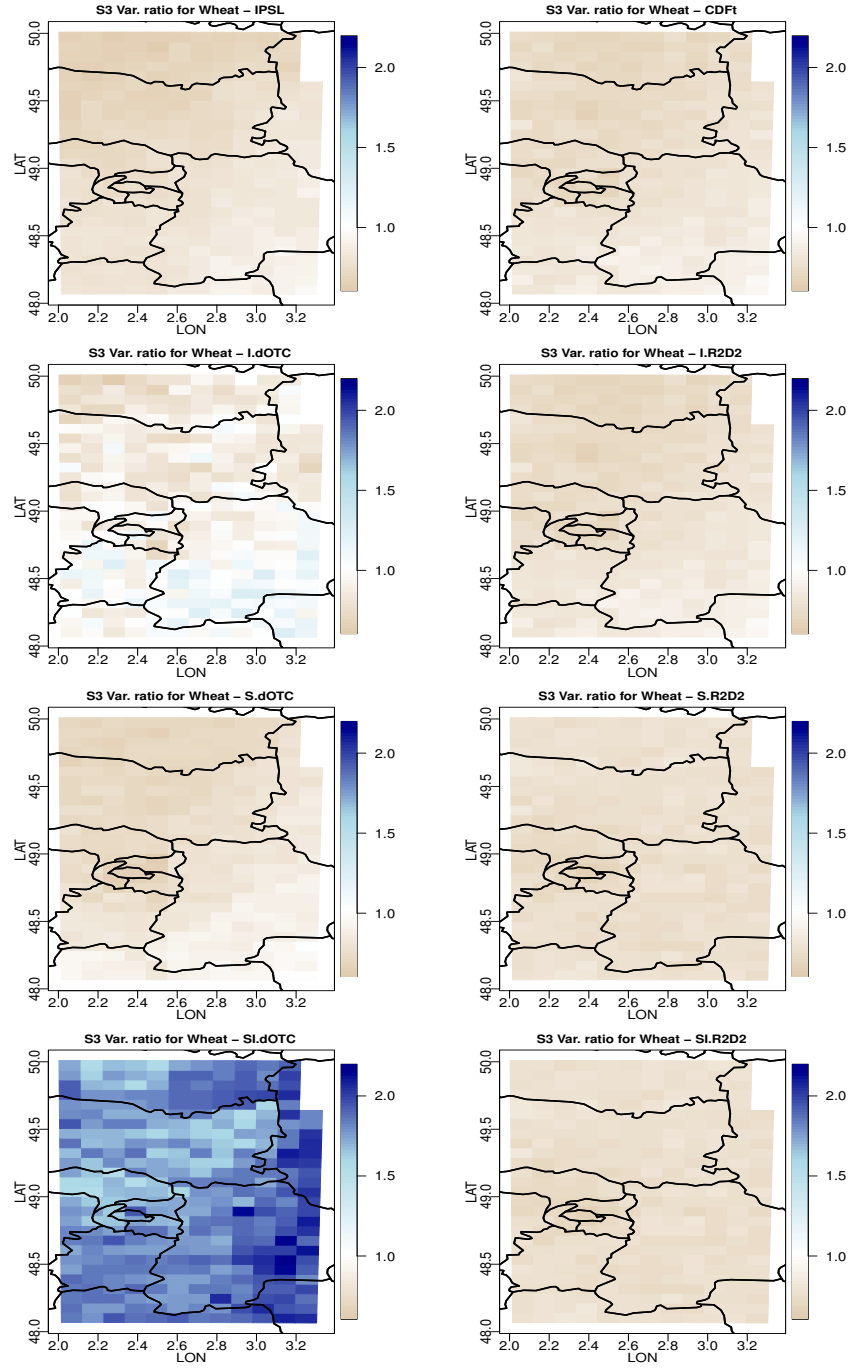 S3 Var. ratio for Wheat − IPSL
50.0
49.5
49.0
48.5
48.0
LAT
2.0 2.2 2.4 2.6 2.8 3.0 3.2
LON
2.0
1.5
1.0
S3 Var. ratio for Wheat − CDFt
50.0
49.5
49.0
48.5
48.0
LAT
2.0 2.2 2.4 2.6 2.8 3.0 3.2
LON
2.0
1.5
1.0
S3 Var. ratio for Wheat − I.dOTC
50.0
49.5
49.0
48.5
48.0
LAT
2.0 2.2 2.4 2.6 2.8 3.0 3.2
LON
2.0
1.5
1.0
S3 Var. ratio for Wheat − I.R2D2
50.0
49.5
49.0
48.5
48.0
LAT
2.0 2.2 2.4 2.6 2.8 3.0 3.2
LON
2.0
1.5
1.0
S3 Var. ratio for Wheat − S.dOTC
50.0
49.5
49.0
48.5
48.0
LAT
2.0 2.2 2.4 2.6 2.8 3.0 3.2
LON
2.0
1.5
1.0
S3 Var. ratio for Wheat − S.R2D2
50.0
49.5
49.0
48.5
48.0
LAT
2.0 2.2 2.4 2.6 2.8 3.0 3.2
LON
2.0
1.5
1.0
S3 Var. ratio for Wheat − SI.dOTC
50.0
49.5
49.0
48.5
48.0
LAT
2.0 2.2 2.4 2.6 2.8 3.0 3.2
LON
2.0
1.5
1.0
S3 Var. ratio for Wheat − SI.R2D2
50.0
49.5
49.0
48.5
48.0
LAT
2.0 2.2 2.4 2.6 2.8 3.0 3.2
LON
2.0
1.5
1.0